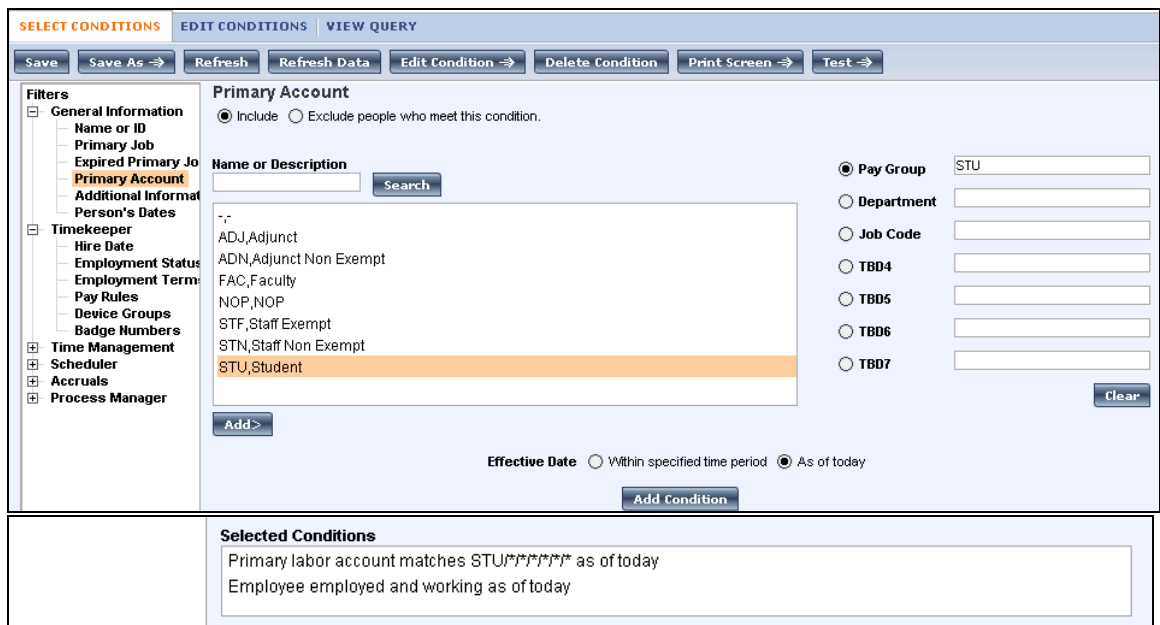 SELECT CONDITIONS EDIT CONDITIONS VIEW QUERY
Save Save As Refresh Refresh Data Edit Condition Delete Condition Print Screen Test
Filters
General Information
Name or ID
Primary Job
Expired Primary Jo
Primary Account
Additional Informat
Person's Dates
Timekeeper
Hire Date
Employment Status
Employment Terms
Pay Rules
Device Groups
Badge Numbers
Time Management
Scheduler
Accruals
Process Manager
Primary Account
Include Exclude people who meet this condition.
Name or Description
Search
-,-
ADJ,Adjunct
ADN,Adjunct Non Exempt
FAC,Faculty
NOP,NOP
STF,Staff Exempt
STN,Staff Non Exempt
STU,Student
Add>
Pay Group STU
Department
Job Code
TBD4
TBD5
TBD6
TBD7
Clear
Effective Date Within specified time period As of today
Add Condition
Selected Conditions
Primary labor account matches STU/*/*/*/*/*/* as of today
Employee employed and working as of today